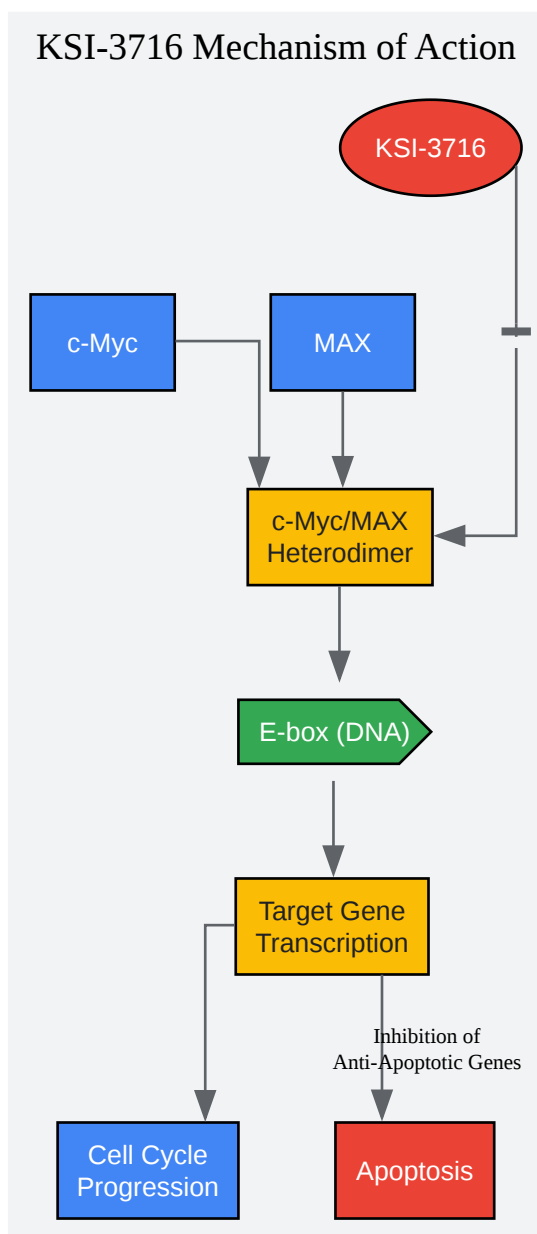 KSI-3716 Mechanism of Action
KSI-3716
c-Myc
MAX
c-Myc/MAX
Heterodimer
E-box (DNA)
Target Gene
Transcription
Inhibition of
Anti-Apoptotic Genes
Cell Cycle
Progression
Apoptosis